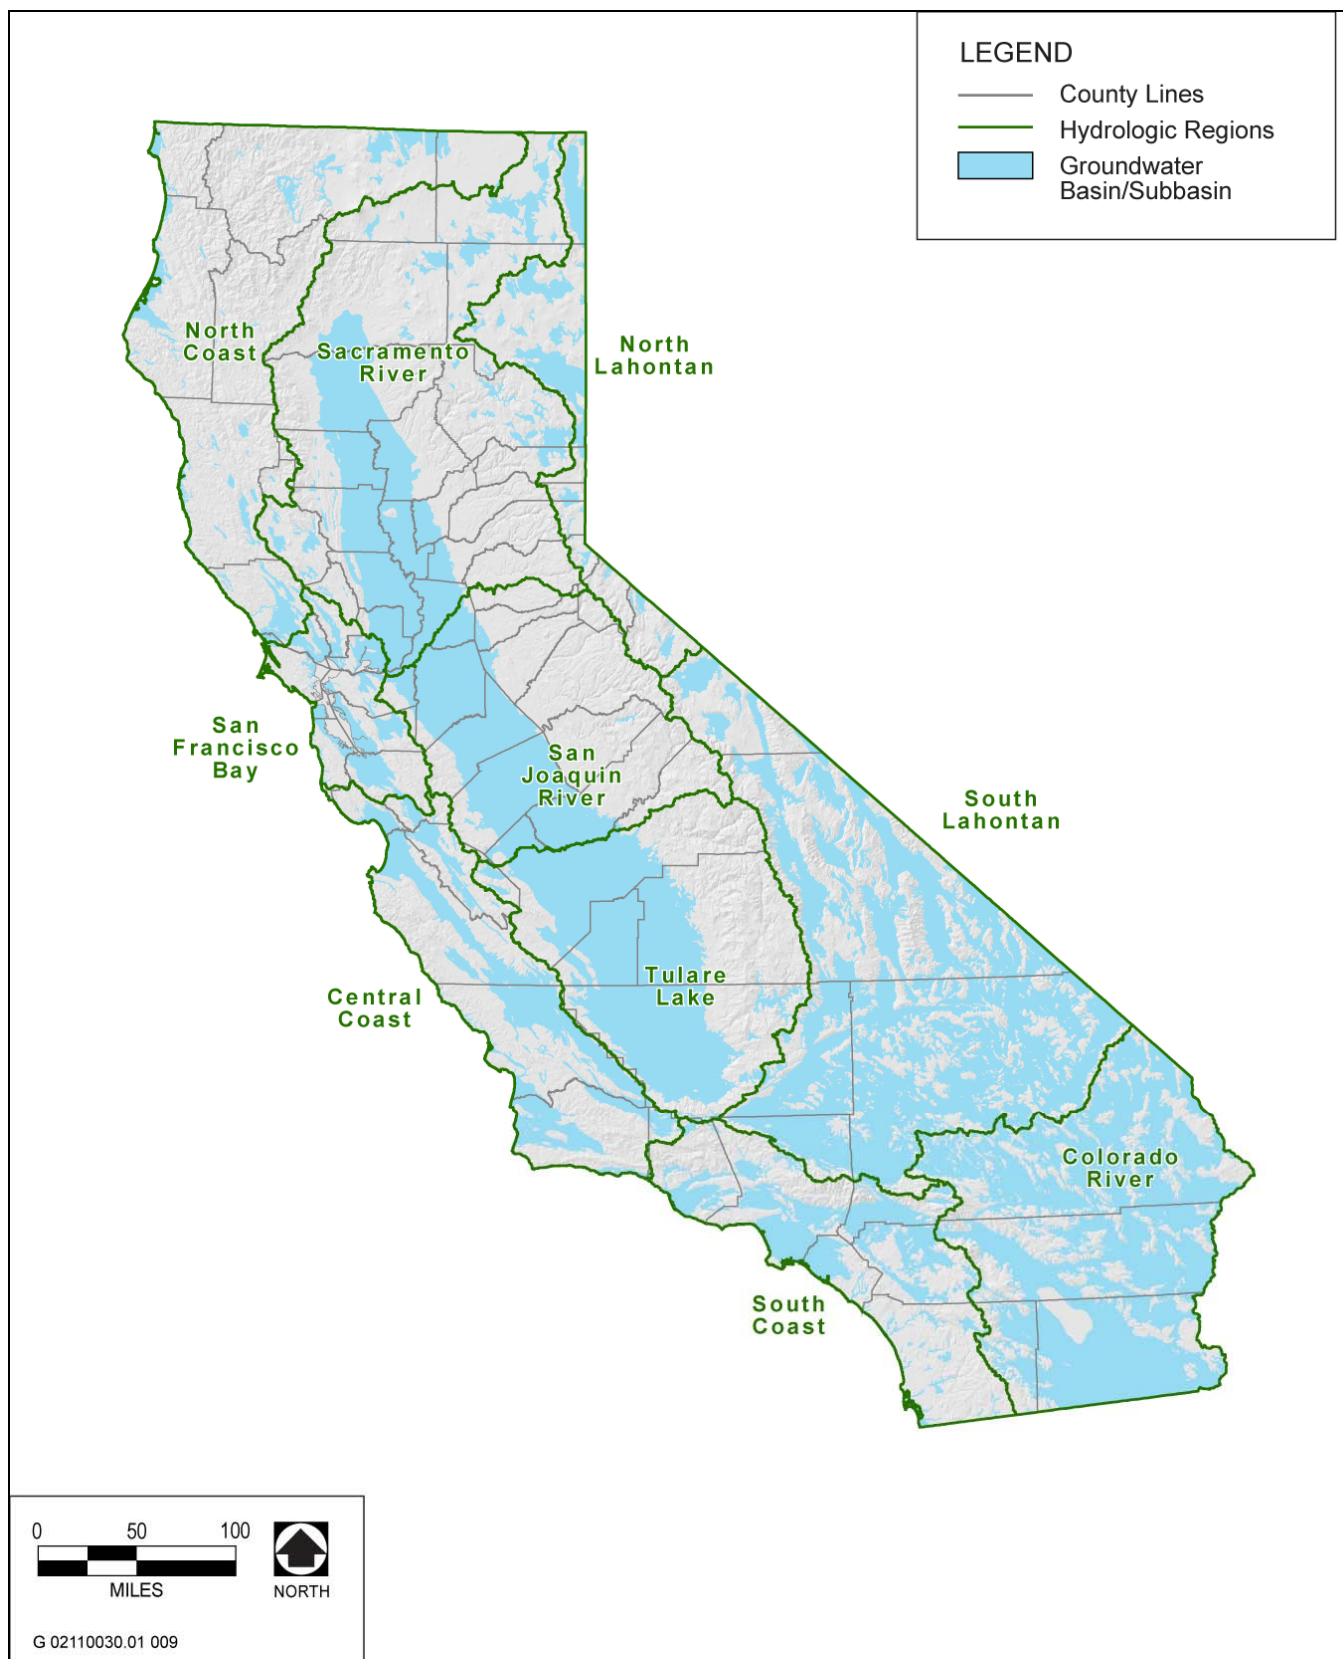 LEGEND
County Lines
Hydrologic Regions
Groundwater
Basin/Subbasin
North
Coast
Sacramento
River
North
Lahontan
San
Francisco
Bay
San
Joaquin
River
South
Lahontan
Central
Coast
Tulare
Lake
Colorado
River
South
Coast
0 50 100
MILES
NORTH
G 02110030.01 009